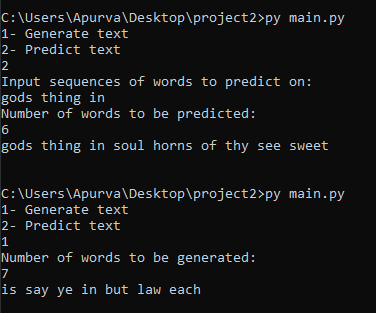 C:\Users\Apurva\Desktop\project2>py main.py
1- Generate text
2- Predict text
2
Input sequences of words to predict on:
gods thing in
Number of words to be predicted:
6
gods thing in soul horns of thy see sweet
C:\Users\Apurva\Desktop\project2>py main.py
1- Generate text
2- Predict text
1
Number of words to be generated:
7
is say ye in but law each